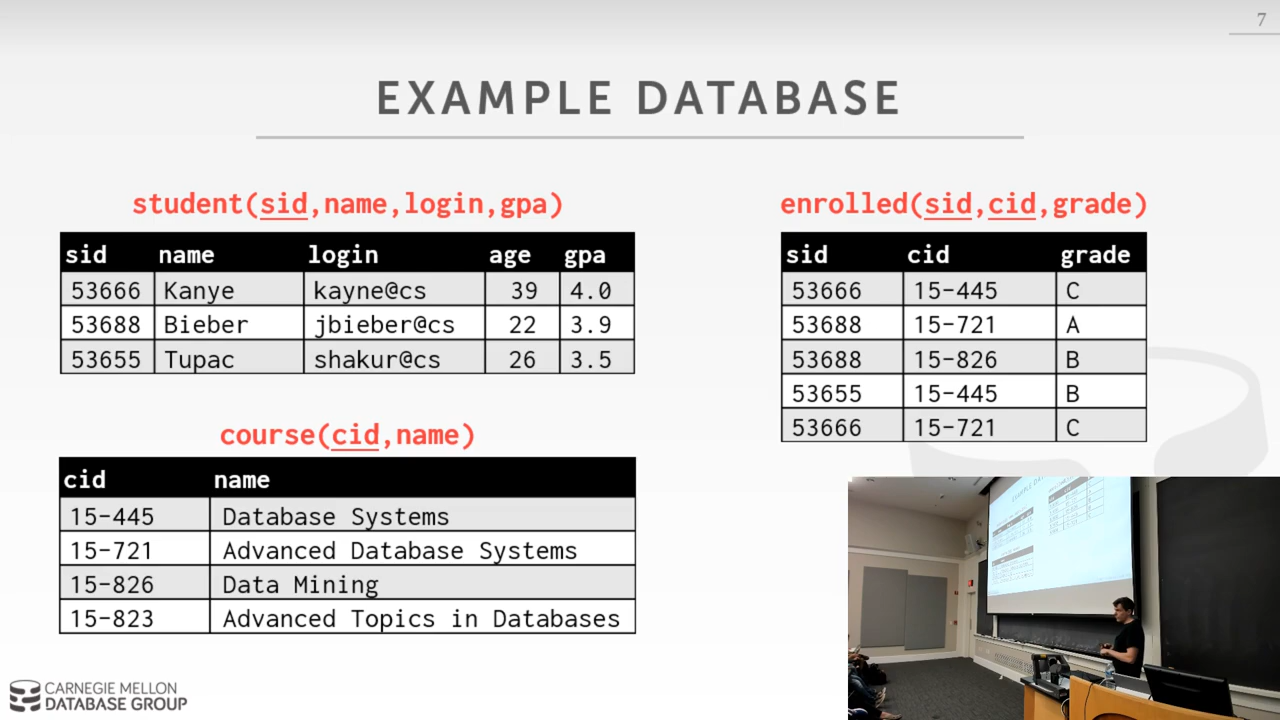 7
EXAMPLE DATABASE
student(sid,name,login,gpa)
sid name login age gpa
53666 Kanye kayne@cs 39 4.0
53688 Bieber jbieber@cs 22 3.9
53655 Tupac shakur@cs 26 3.5
course(cid,name)
cid name
15-445 Database Systems
15-721 Advanced Database Systems
15-826 Data Mining
15-823 Advanced Topics in Databases
enrolled(sid,cid,grade)
sid cid grade
53666 15-445 C
53688 15-721 A
53688 15-826 B
53655 15-445 B
53666 15-721 C
CARNEGIE MELLON
DATABASE GROUP